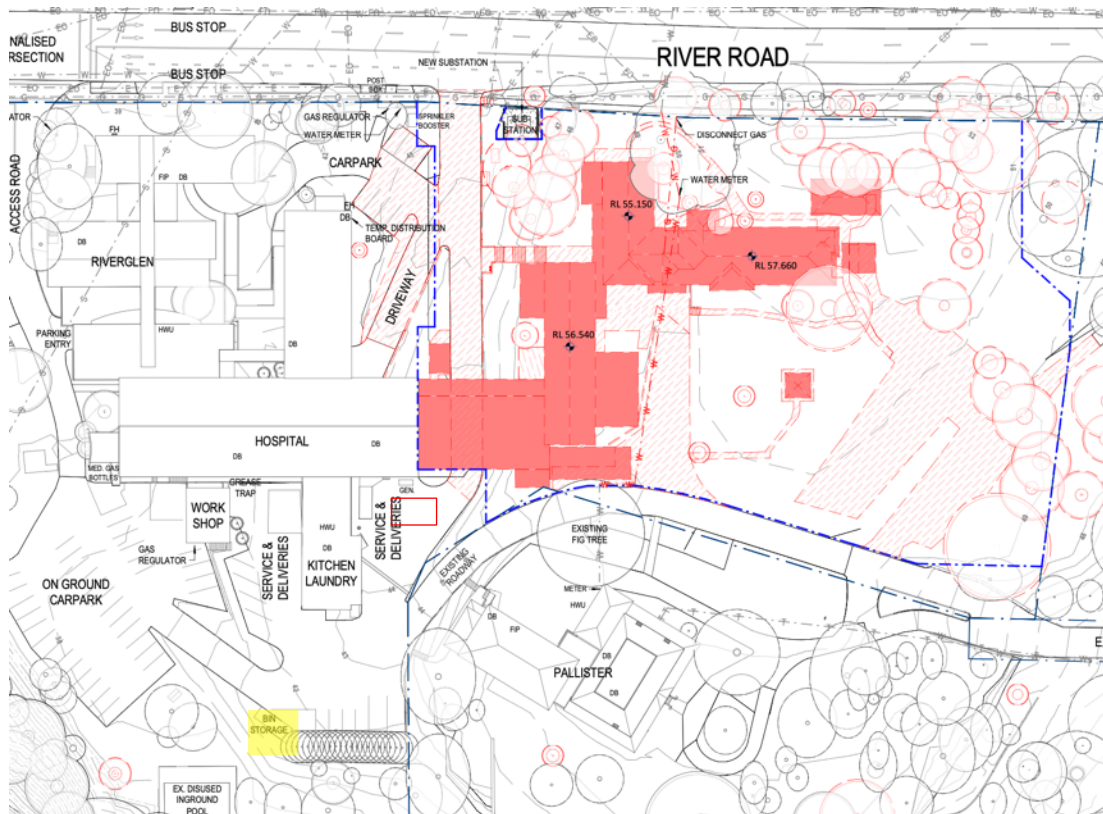 BUS STOP
NALISED
RSECTION
RIVER ROAD
NEW SUBSTATION
BUS STOP
POST
BOX
ATOR
GAS REGULATOR
SPRINKLER
BOOSTER
SUB
STATION
FH
WATER METER
DISCONNECT GAS
CARPARK
ACCESS ROAD
FIP DB
WATER METER
FH
DB
TEMP. DISTRIBUTION
BOARD
RL 55.150
DB
RIVERGLEN
RL 57.660
DRIVEWAY
PARKING
ENTRY
HWU
DB
RL 56.540
HOSPITAL
DB
DB
MED. GAS
BOTTLES
GREASE
TRAP
GEN.
WORK
SHOP
SERVICE &
DELIVERIES
HWU
DB
EXISTING
FIG TREE
GAS
REGULATOR
SERVICE &
DELIVERIES
KITCHEN
LAUNDRY
EXISTING
ROADWAY
ON GROUND
CARPARK
METER
HWU
DB
FIP
DB
PALLISTER
DB
E
BIN
STORAGE
EX. DISUSED
INGROUND
POOL